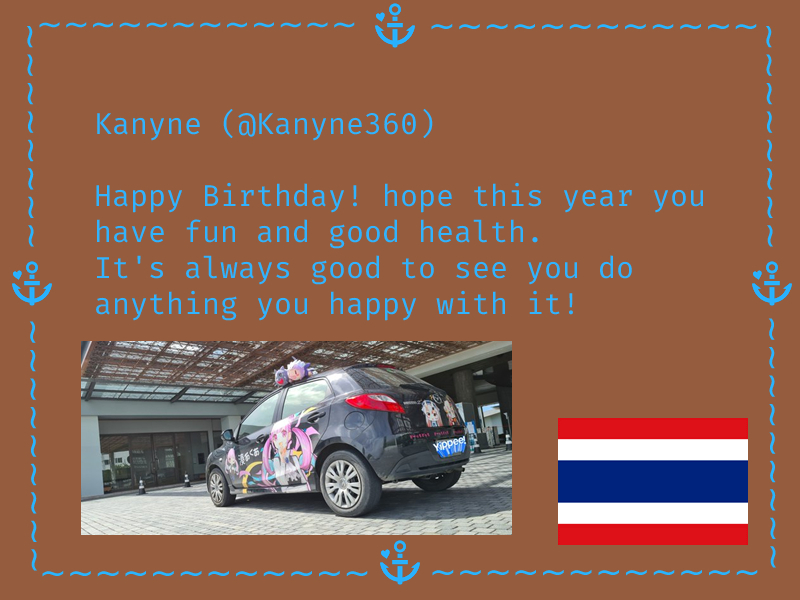 Kanyne (@Kanyne360)
Happy Birthday! hope this year you
have fun and good health.
It's always good to see you do
anything you happy with it!
Yippee!